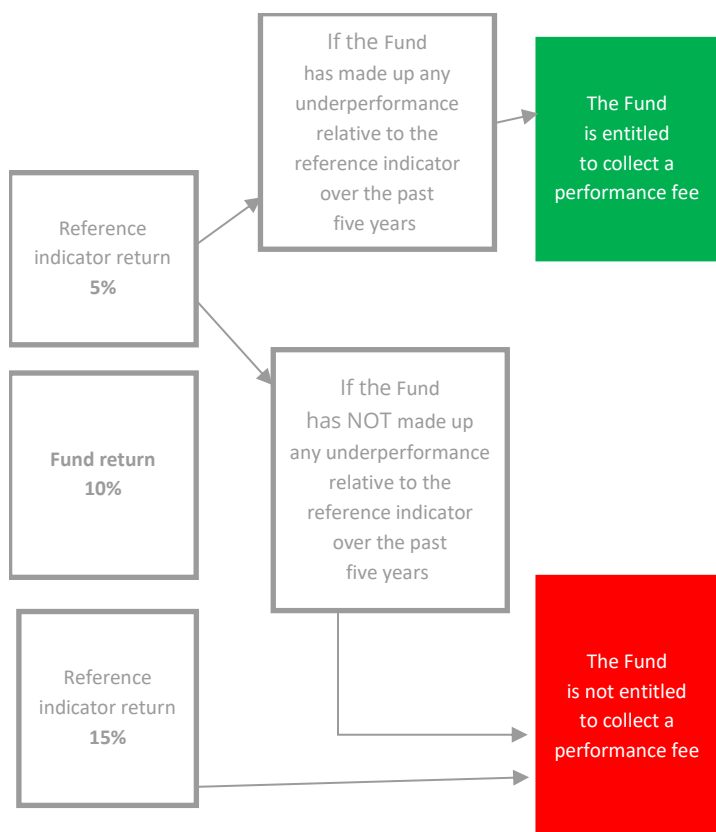 If the Fund
has made up any
underperformance
relative to the
reference indicator
over the past
five years
The Fund
is entitled
to collect a
performance fee
Reference
indicator return
5%
If the Fund
has NOT made up
any underperformance
relative to the
reference indicator
over the past
five years
Fund return
10%
Reference
indicator return
15%
The Fund
is not entitled
to collect a
performance fee